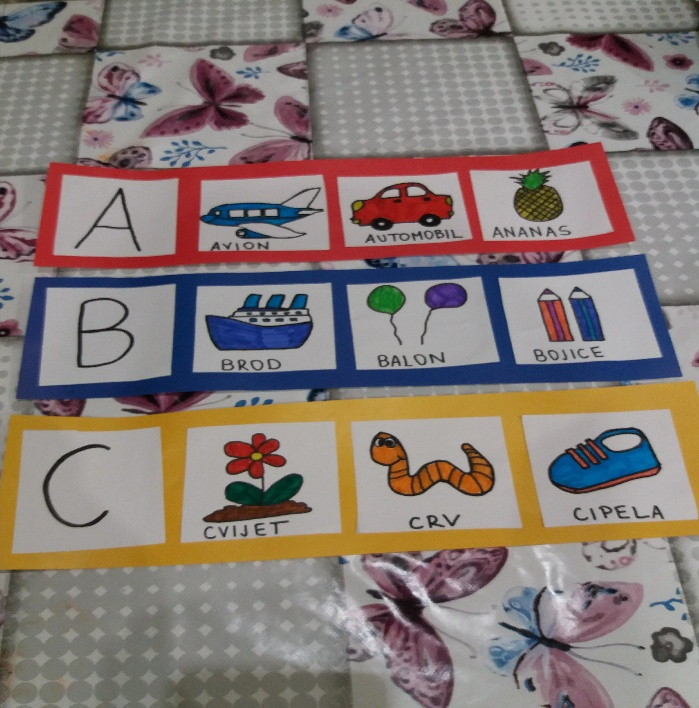 A
AVION
AUTOMOBIL
ANANAS
B
BROD
BALON
BOJICE
C
CVIJET
CRV
CIPELA